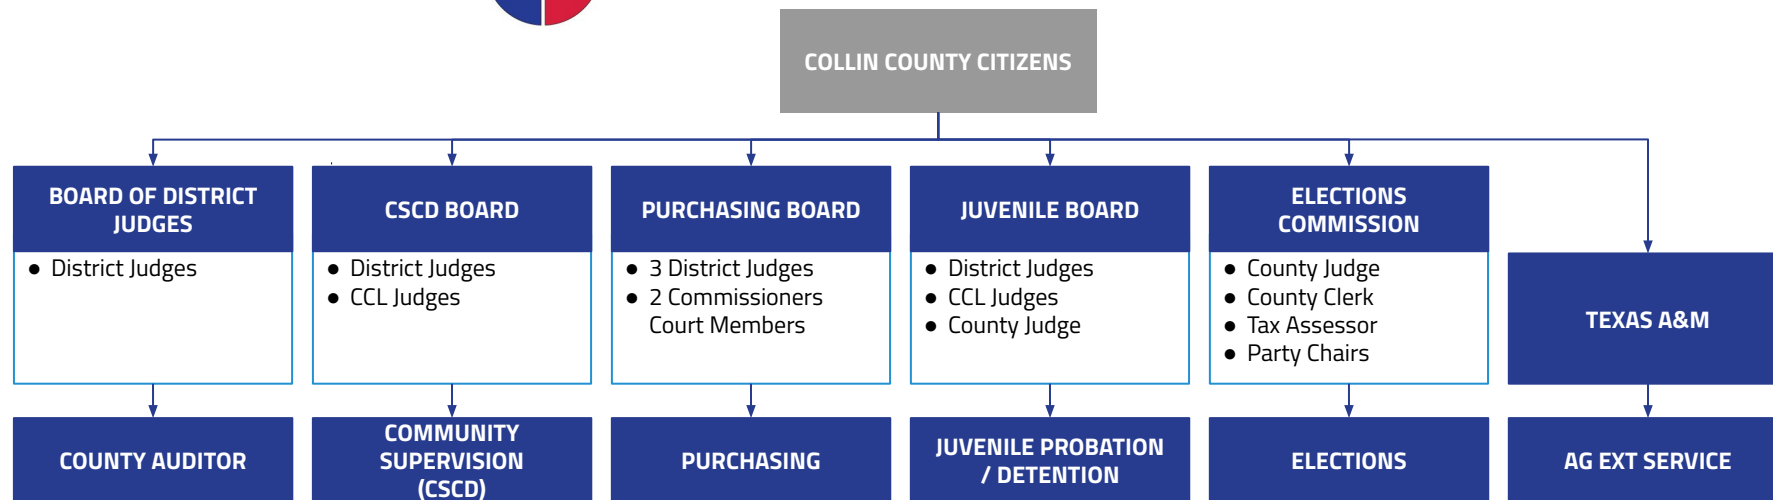 COLLIN COUNTY CITIZENS
BOARD OF DISTRICT
JUDGES
● District Judges
CSCD BOARD
● District Judges
● CCL Judges
PURCHASING BOARD
● 3 District Judges
● 2 Commissioners
Court Members
JUVENILE BOARD
● District Judges
● CCL Judges
● County Judge
ELECTIONS
COMMISSION
● County Judge
● County Clerk
● Tax Assessor
● Party Chairs
TEXAS A&M
COUNTY AUDITOR
COMMUNITY
SUPERVISION
(CSCD)
PURCHASING
JUVENILE PROBATION
/ DETENTION
ELECTIONS
AG EXT SERVICE